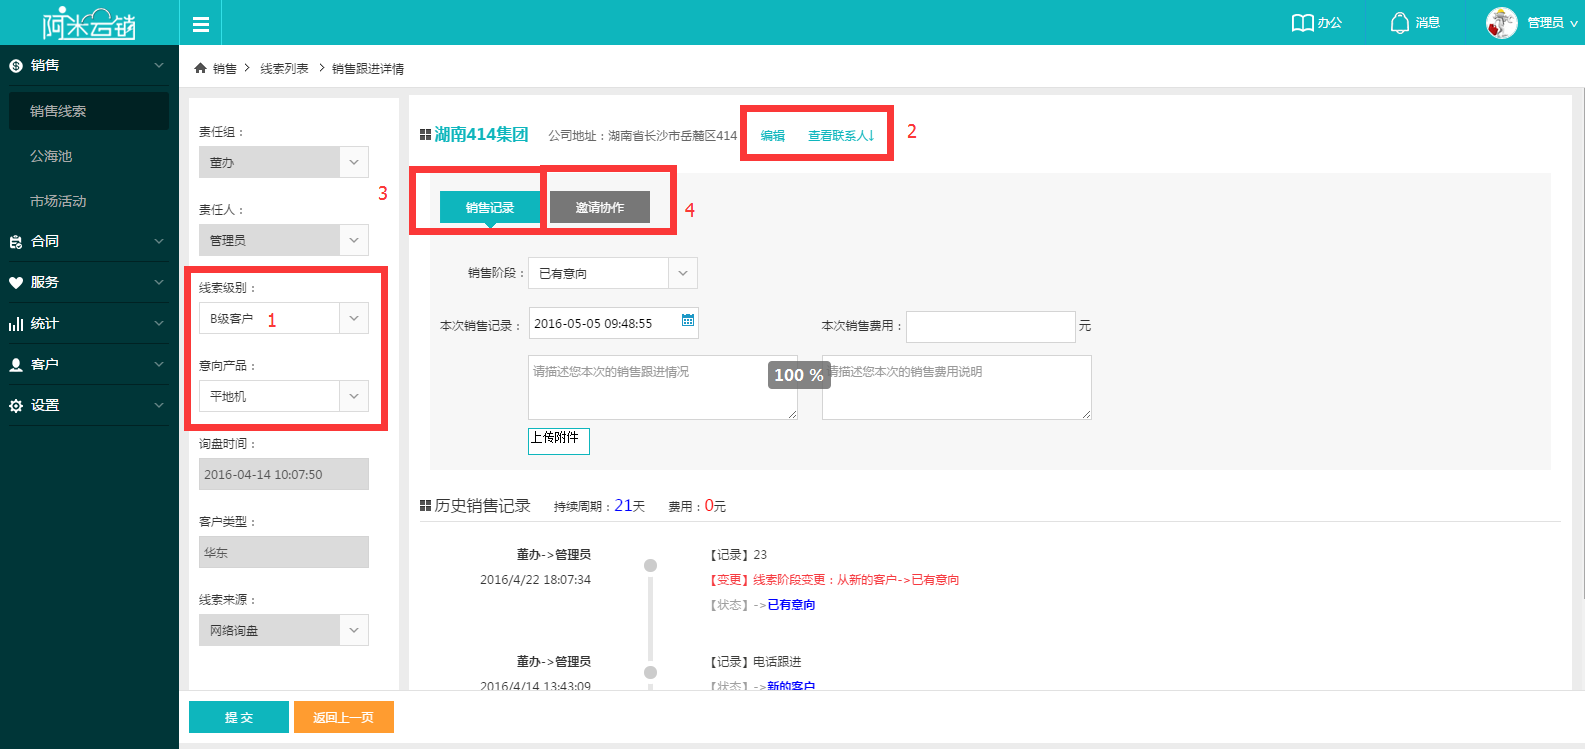 阿米云销
办公
消息
管理员
销售
销售线索
公海池
市场活动
合同
服务
统计
客户
设置
销售 > 线索列表 > 销售跟进详情
责任组：
董办
责任人：
管理员
线索级别：
B级客户
1
意向产品：
平地机
询盘时间：
2016-04-14 10:07:50
客户类型：
华东
线索来源：
网络询盘
3
湖南414集团 公司地址：湖南省长沙市岳麓区414 编辑 查看联系人↓
2
销售记录 邀请协作
4
销售阶段： 已有意向
本次销售记录： 2016-05-05 09:48:55 本次销售费用： 元
请描述您本次的销售跟进情况
100 %
请描述您本次的销售费用说明
上传附件
历史销售记录 持续周期：21天 费用：0元
董办->管理员
2016/4/22 18:07:34
【记录】23
【变更】线索阶段变更：从新的客户->已有意向
【状态】->已有意向
董办->管理员
2016/4/14 13:43:09
【记录】电话跟进
【状态】->新的客户
提 交 返回上一页